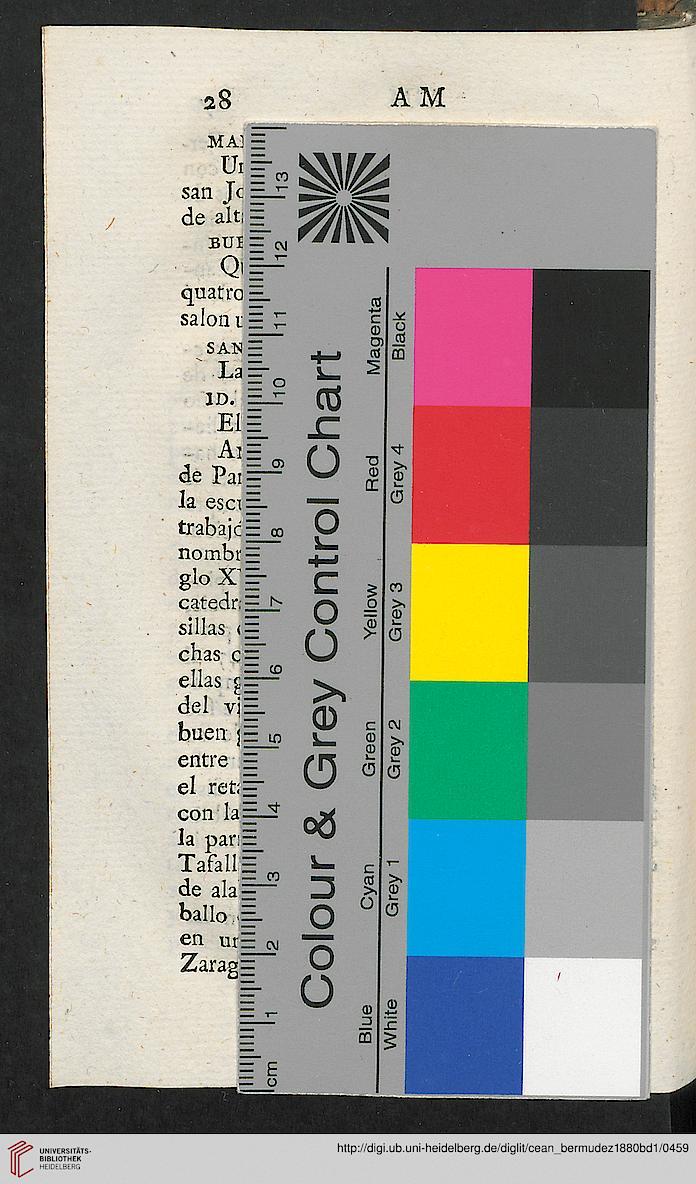 28 AM
MA
Un
san Jo
de alt
BUE
Qu
quatro
salon u
SAN
La
ID.
El
An
de Par
la escu
trabajó
nombr
glo XV
catedr
sillas
chas c
ellas g
del vi
buen g
entre
el reta
con la
la par
Tafall
de ala
ballo
en un
Zarag
13
12
11
10
9
8
7
6
5
4
3
2
1
cm
Colour & Grey Control Chart
Magenta
Red
Yellow
Green
Cyan
Blue
Black
Grey 4
Grey 3
Grey 2
Grey 1
White
UNIVERSITÄTS-
BIBLIOTHEK
HEIDELBERG
http://digi.ub.uni-heidelberg.de/diglit/cean_bermudez1880bd1/0459